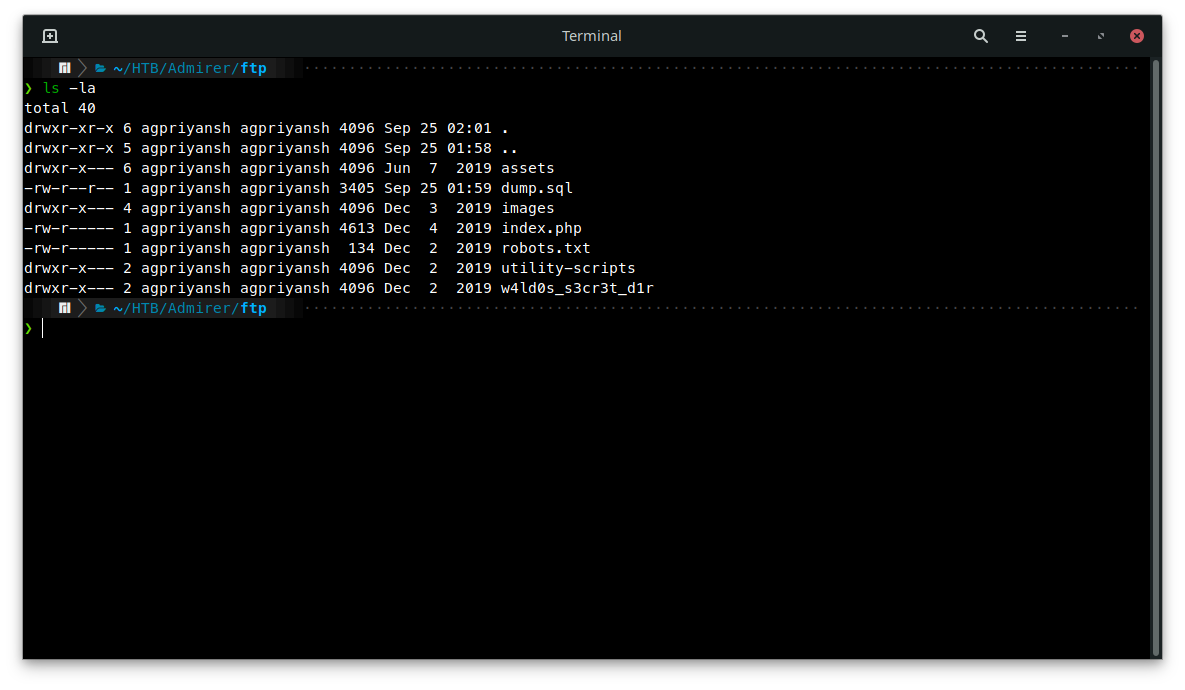 Terminal
~/HTB/Admirer/ftp
❯ ls -la
total 40
drwxr-xr-x 6 agpriyansh agpriyansh 4096 Sep 25 02:01 .
drwxr-xr-x 5 agpriyansh agpriyansh 4096 Sep 25 01:58 ..
drwxr-x--- 6 agpriyansh agpriyansh 4096 Jun  7  2019 assets
-rw-r--r-- 1 agpriyansh agpriyansh 3405 Sep 25 01:59 dump.sql
drwxr-x--- 4 agpriyansh agpriyansh 4096 Dec  3  2019 images
-rw-r----- 1 agpriyansh agpriyansh 4613 Dec  4  2019 index.php
-rw-r----- 1 agpriyansh agpriyansh  134 Dec  2  2019 robots.txt
drwxr-x--- 2 agpriyansh agpriyansh 4096 Dec  2  2019 utility-scripts
drwxr-x--- 2 agpriyansh agpriyansh 4096 Dec  2  2019 w4ld0s_s3cr3t_d1r
~/HTB/Admirer/ftp
❯